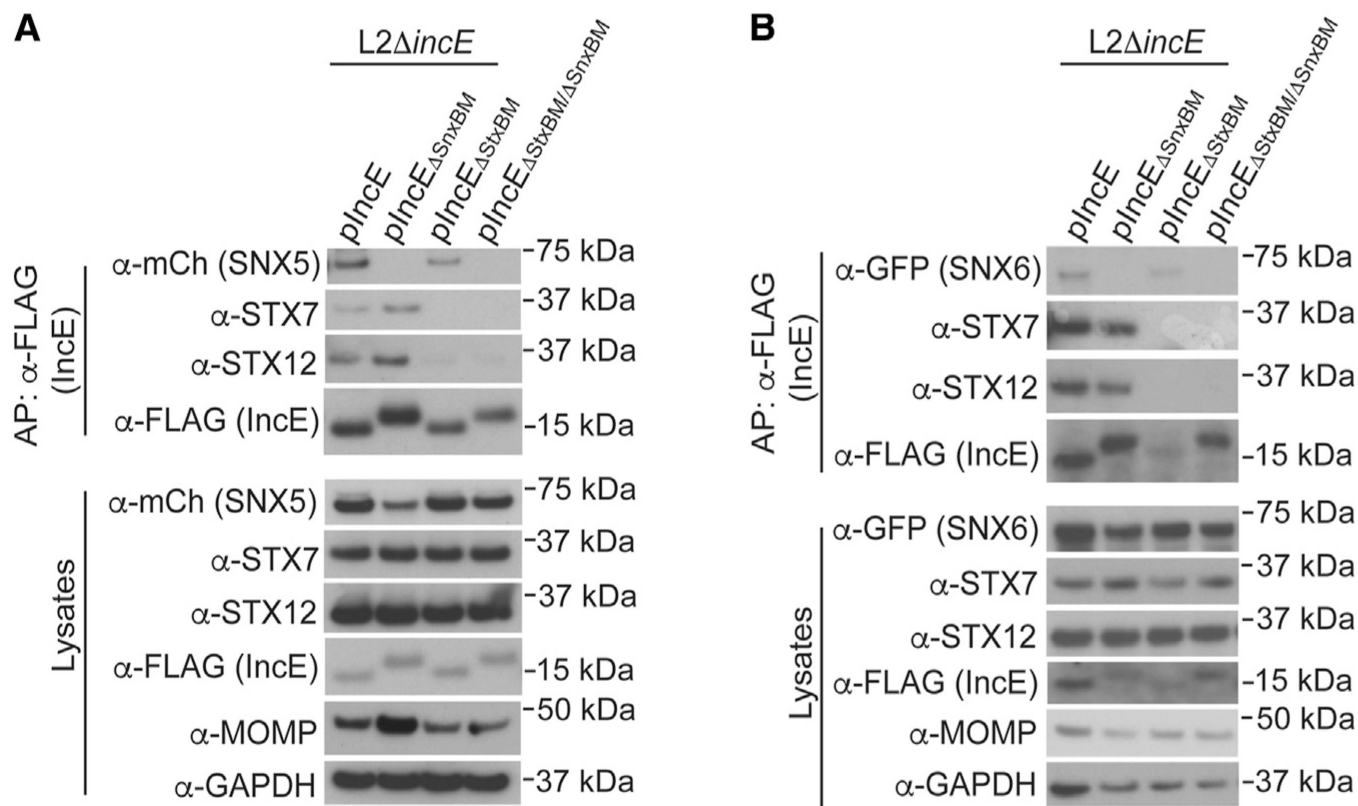 A
L2ΔincE
pIncE
pIncEΔSnxBM
pIncEΔStxBM
pIncEΔStxBM/ΔSnxBM
AP: α-FLAG
(IncE)
α-mCh (SNX5)
-75 kDa
α-STX7
-37 kDa
α-STX12
-37 kDa
α-FLAG (IncE)
-15 kDa
Lysates
α-mCh (SNX5)
-75 kDa
α-STX7
-37 kDa
α-STX12
-37 kDa
α-FLAG (IncE)
-15 kDa
α-MOMP
-50 kDa
α-GAPDH
-37 kDa
B
L2ΔincE
pIncE
pIncEΔSnxBM
pIncEΔStxBM
pIncEΔStxBM/ΔSnxBM
AP: α-FLAG
(IncE)
α-GFP (SNX6)
-75 kDa
α-STX7
-37 kDa
α-STX12
-37 kDa
α-FLAG (IncE)
-15 kDa
Lysates
α-GFP (SNX6)
-75 kDa
α-STX7
-37 kDa
α-STX12
-37 kDa
α-FLAG (IncE)
-15 kDa
α-MOMP
-50 kDa
α-GAPDH
-37 kDa